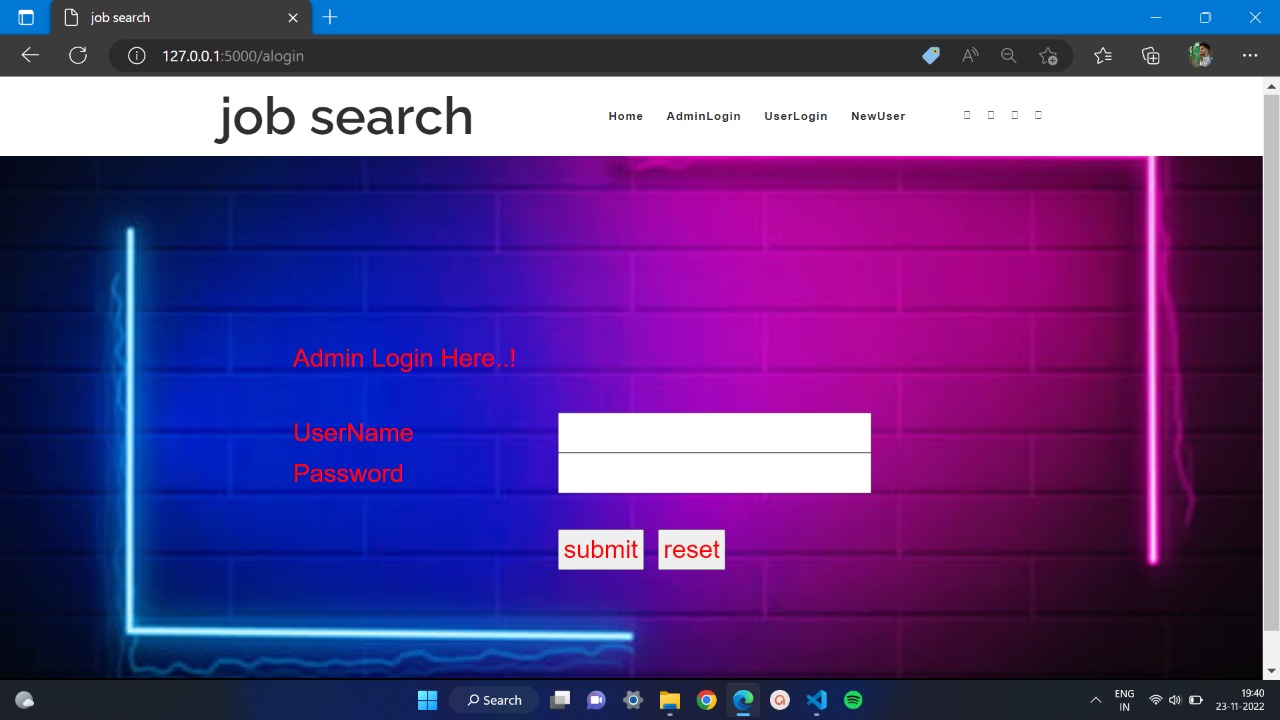 job search
127.0.0.1:5000/alogin
job search
Home AdminLogin UserLogin NewUser
Admin Login Here..!
UserName
Password
submit reset
Search
ENG
IN
19:40
23-11-2022